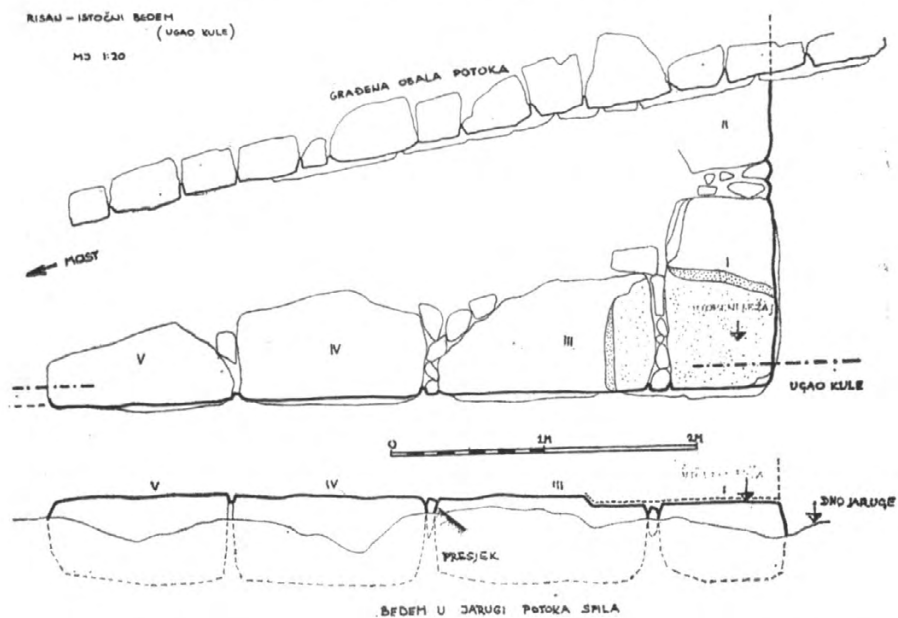 RISAN – ISTOČNI BEDEM
(UGAO KULE)
MJ 1:20
GRAĐENA OBALA POTOKA
II
MOST
I
V
IV
III
UGAO KULE
0 1M 2M
V IV III I
DNO JARUGE
PRESJEK
BEDEM U JARUGI POTOKA SPILA